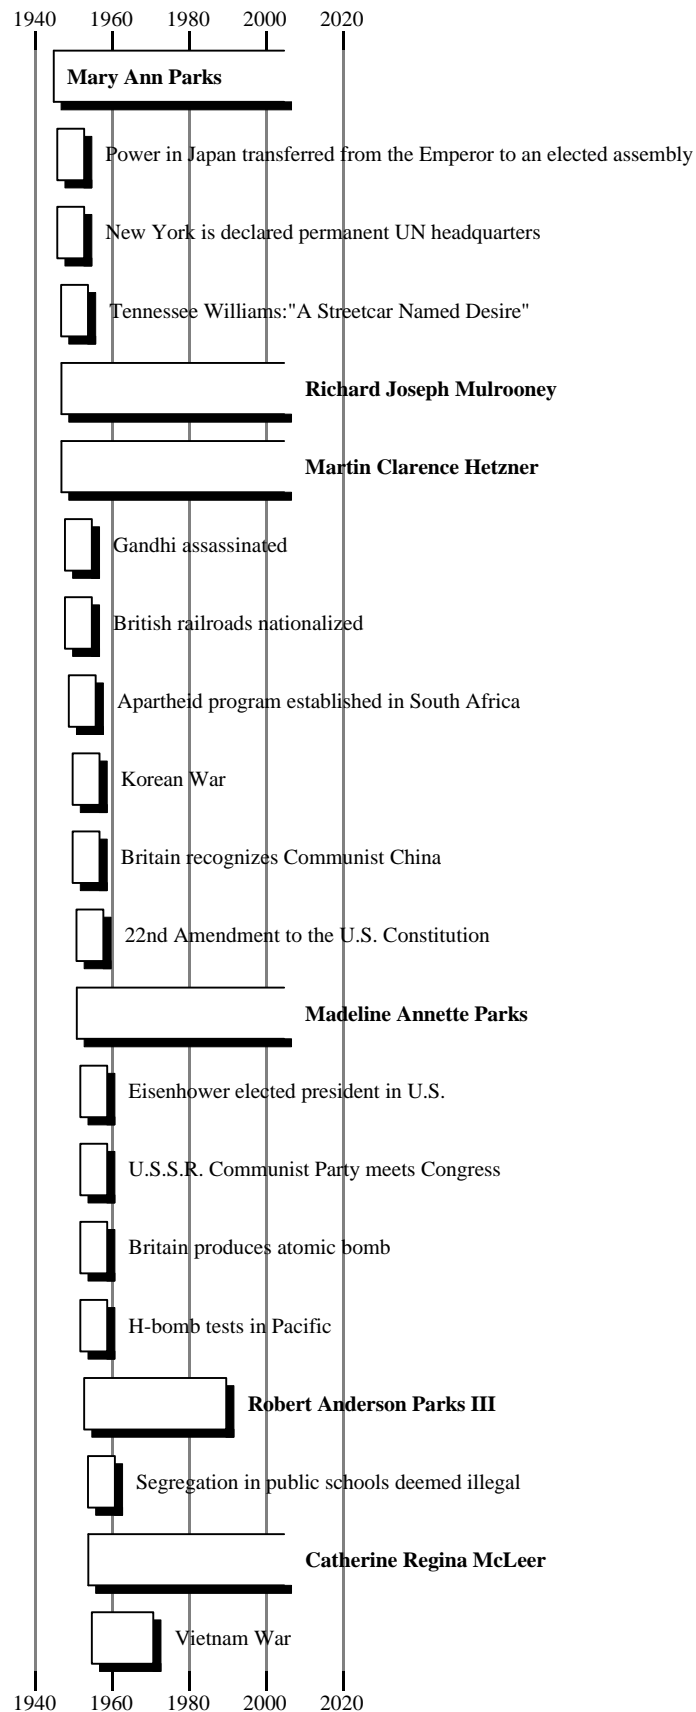 1940 1960 1980 2000 2020
Mary Ann Parks
Power in Japan transferred from the Emperor to an elected assembly
New York is declared permanent UN headquarters
Tennessee Williams:"A Streetcar Named Desire"
Richard Joseph Mulrooney
Martin Clarence Hetzner
Gandhi assassinated
British railroads nationalized
Apartheid program established in South Africa
Korean War
Britain recognizes Communist China
22nd Amendment to the U.S. Constitution
Madeline Annette Parks
Eisenhower elected president in U.S.
U.S.S.R. Communist Party meets Congress
Britain produces atomic bomb
H-bomb tests in Pacific
Robert Anderson Parks III
Segregation in public schools deemed illegal
Catherine Regina McLeer
Vietnam War
1940 1960 1980 2000 2020